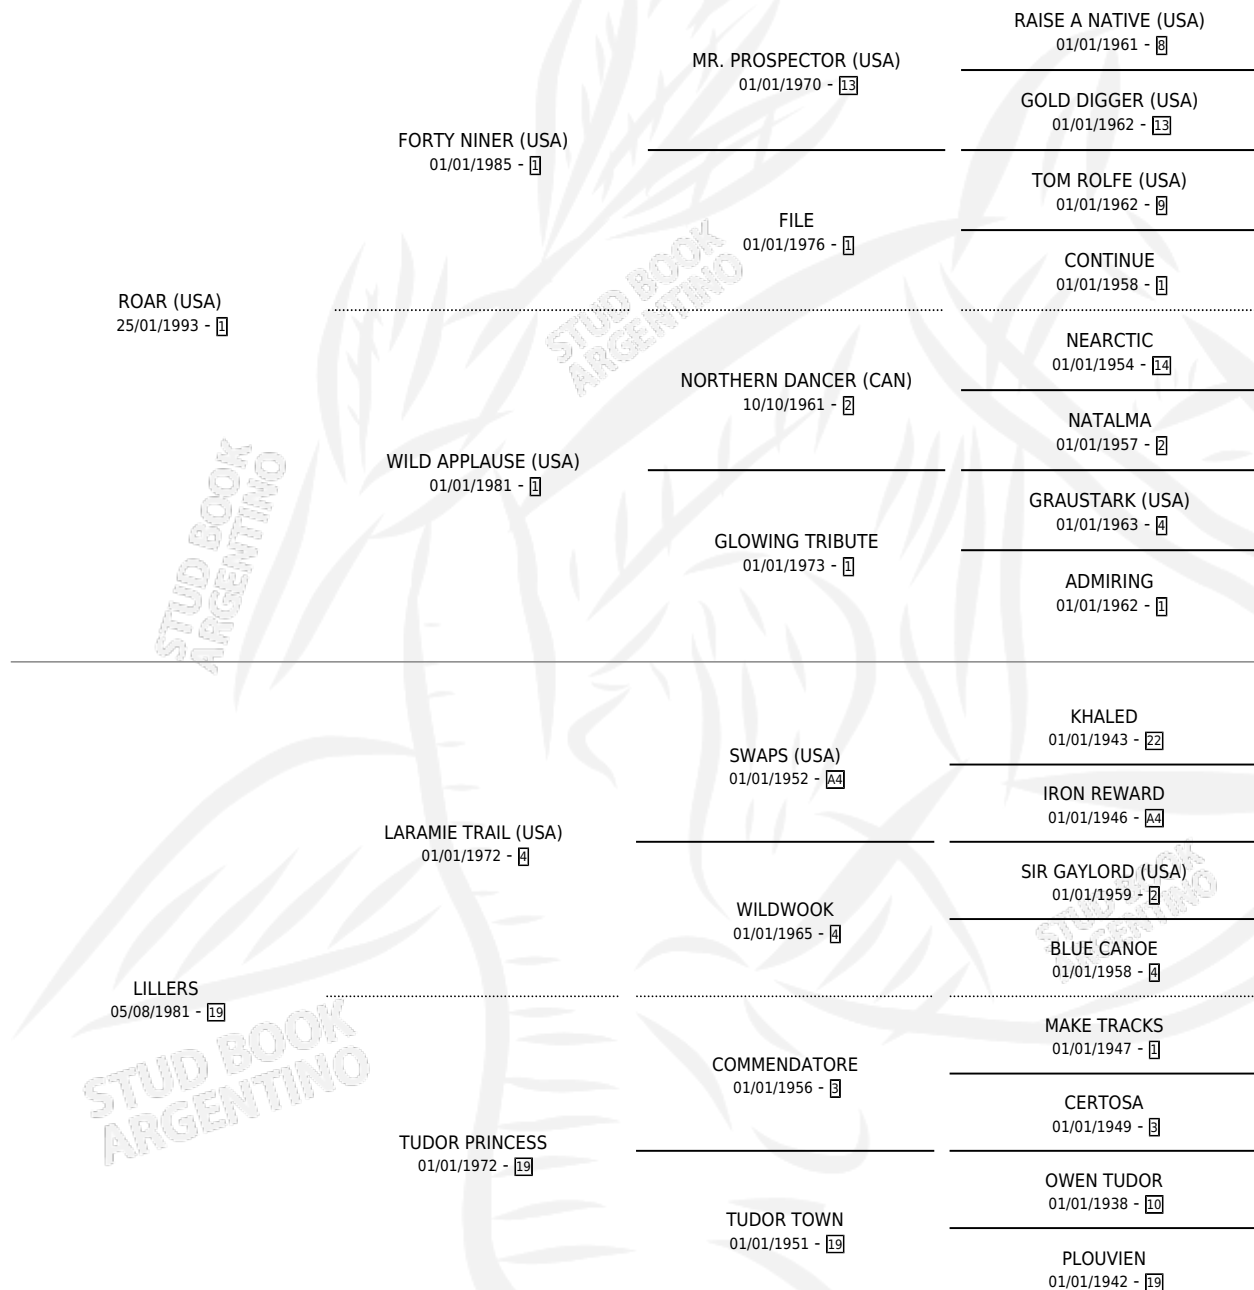 RAISE A NATIVE (USA)
01/01/1961 - 8
MR. PROSPECTOR (USA)
01/01/1970 - 13
GOLD DIGGER (USA)
01/01/1962 - 13
FORTY NINER (USA)
01/01/1985 - 1
TOM ROLFE (USA)
01/01/1962 - 9
FILE
01/01/1976 - 1
CONTINUE
01/01/1958 - 1
ROAR (USA)
25/01/1993 - 1
NEARCTIC
01/01/1954 - 14
NORTHERN DANCER (CAN)
10/10/1961 - 2
NATALMA
01/01/1957 - 2
WILD APPLAUSE (USA)
01/01/1981 - 1
GRAUSTARK (USA)
01/01/1963 - 4
GLOWING TRIBUTE
01/01/1973 - 1
ADMIRING
01/01/1962 - 1
STUD BOOK
ARGENTINO
STUD BOOK
ARGENTINO
KHALED
01/01/1943 - 22
SWAPS (USA)
01/01/1952 - A4
IRON REWARD
01/01/1946 - A4
LARAMIE TRAIL (USA)
01/01/1972 - 4
SIR GAYLORD (USA)
01/01/1959 - 2
WILDWOOK
01/01/1965 - 4
BLUE CANOE
01/01/1958 - 4
LILLERS
05/08/1981 - 19
MAKE TRACKS
01/01/1947 - 1
COMMENDATORE
01/01/1956 - 3
CERTOSA
01/01/1949 - 3
TUDOR PRINCESS
01/01/1972 - 19
OWEN TUDOR
01/01/1938 - 10
TUDOR TOWN
01/01/1951 - 19
PLOUVIEN
01/01/1942 - 19
STUD BOOK
ARGENTINO
STUD BOOK
ARGENTINO